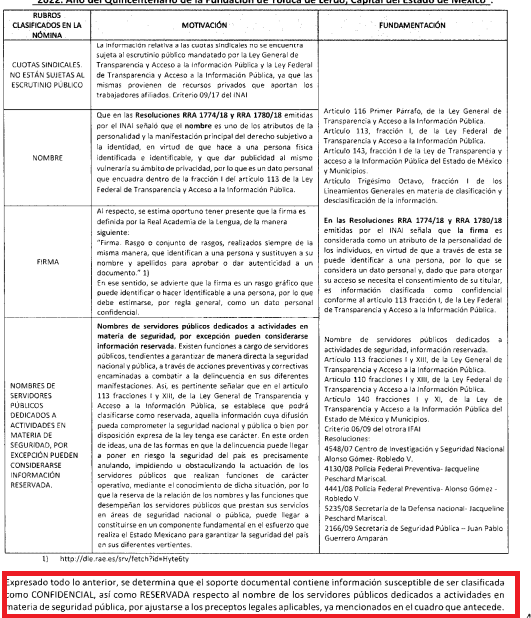 "2022. Año del Quincentenario de la Fundación de Toluca de Lerdo, Capital del Estado de México".
RUBROS
CLASIFICADOS EN LA
NÓMINA
MOTIVACIÓN
FUNDAMENTACIÓN
CUOTAS SINDICALES
NO ESTÁN SUJETAS AL
ESCRUTINIO PÚBLICO
La información relativa a las cuotas sindicales no se encuentra
sujeta al escrutinio público mandatado por la Ley General de
Transparencia y Acceso a la Información Pública y la Ley Federal
de Transparencia y Acceso a la Información Pública, ya que las
mismas provienen de recursos privados que aportan los
trabajadores afiliados. Criterio 09/17 del INAI
NOMBRE
Que en las Resoluciones RRA 1774/18 y RRA 1780/18 emitidas
por el INAI señaló que el nombre es uno de los atributos de la
personalidad y la manifestación principal del derecho subjetivo a
la identidad, en virtud de que hace a una persona física
identificada e identificable, y que dar publicidad al mismo
vulneraría su ámbito de privacidad, por lo que es un dato personal
que encuadra dentro de la fracción I del artículo 113 de la Ley
Federal de Transparencia y Acceso a la Información Pública.
Artículo 116 Primer Párrafo, de la Ley General de
Transparencia y Acceso a la Información Pública.
Artículo 113, fracción I, de la Ley Federal de
Transparencia y Acceso a la Información Pública.
Artículo 143, fracción I de la Ley de Transparencia y
acceso a la Información Pública del Estado de México
y Municipios.
Artículo Trigésimo Octavo, fracción I de los
Lineamientos Generales en materia de clasificación y
desclasificación de la información.
FIRMA
Al respecto, se estima oportuno tener presente que la firma es
definida por la Real Academia de la Lengua, de la manera
siguiente:
"Firma. Rasgo o conjunto de rasgos, realizados siempre de la
misma manera, que identifican a una persona y sustituyen a su
nombre y apellidos para aprobar o dar autenticidad a un
documento." 1)
En ese sentido, se advierte que la firma es un rasgo gráfico que
puede identificar o hacer identificable a una persona, por lo que
debe estimarse, por regla general, como un dato personal
confidencial.
En las Resoluciones RRA 1774/18 y RRA 1780/18
emitidas por el INAI señala que la firma es
considerada como un atributo de la personalidad de
los individuos, en virtud de que a través de esta se
puede identificar a una persona, por lo que se
considera un dato personal y, dado que para otorgar
su acceso se necesita el consentimiento de su titular,
es información clasificada como confidencial
conforme al artículo 113 fracción I, de la Ley Federal
de Transparencia y Acceso a la Información Pública.
NOMBRES DE
SERVIDORES
PÚBLICOS
DEDICADOS A
ACTIVIDADES EN
MATERIA DE
SEGURIDAD, POR
EXCEPCIÓN PUEDEN
CONSIDERARSE
INFORMACIÓN
RESERVADA.
Nombres de servidores públicos dedicados a actividades en
materia de seguridad, por excepción pueden considerarse
información reservada. Existen funciones a cargo de servidores
públicos, tendientes a garantizar de manera directa la seguridad
nacional y pública, a través de acciones preventivas y correctivas
encaminadas a combatir a la delincuencia en sus diferentes
manifestaciones. Así, es pertinente señalar que en el artículo
113 fracciones I y XIII, de la Ley General de Transparencia y
Acceso a la Información Pública, se establece que podrá
clasificarse como reservada, aquella información cuya difusión
pueda comprometer la seguridad nacional y pública o bien por
disposición expresa de la ley tenga ese carácter. En este orden
de ideas, una de las formas en que la delincuencia puede llegar
a poner en riesgo la seguridad del país es precisamente
anulando, impidiendo u obstaculizando la actuación de los
servidores públicos que realizan funciones de carácter
operativo, mediante el conocimiento de dicha situación, por lo
que la reserva de la relación de los nombres y las funciones que
desempeñan los servidores públicos que prestan sus servicios
en áreas de seguridad nacional o pública, puede llegar a
constituirse en un componente fundamental en el esfuerzo que
realiza el Estado Mexicano para garantizar la seguridad del país
en sus diferentes vertientes.
Nombre de servidores públicos dedicados a
actividades de seguridad, información reservada.
Artículo 113 fracciones I y XIII, de la Ley General de
Transparencia y Acceso a la Información Pública.
Artículo 110 fracciones I y XIII, de la Ley Federal de
Transparencia y Acceso a la Información Pública.
Artículo 140 fracciones I y XI, de la Ley de
Transparencia y Acceso a la Información Pública del
Estado de México y Municipios.
Criterio 06/09 del otrora IFAI
Resoluciones:
4548/07 Centro de Investigación y Seguridad Nacional
Alonso Gómez- Robledo V.
4130/08 Policía Federal Preventiva- Jacqueline
Peschard Mariscal.
4441/08 Policía Federal Preventiva- Alonso Gómez -
Robledo V
5235/08 Secretaría de la Defensa nacional- Jacqueline
Peschard Mariscal.
2166/09 Secretaría de Seguridad Pública – Juan Pablo
Guerrero Amparán
1) http://dle.rae.es/srv/fetch?id=Hyte6ty
Expresado todo lo anterior, se determina que el soporte documental contiene información susceptible de ser clasificada
como CONFIDENCIAL, así como RESERVADA respecto al nombre de los servidores públicos dedicados a actividades en
materia de seguridad pública, por ajustarse a los preceptos legales aplicables, ya mencionados en el cuadro que antecede.